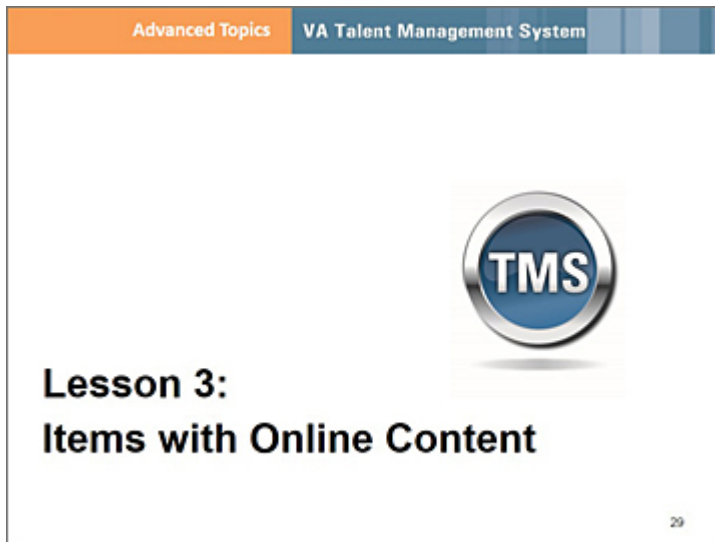 Advanced Topics VA Talent Management System
TMS
Lesson 3:
Items with Online Content
29